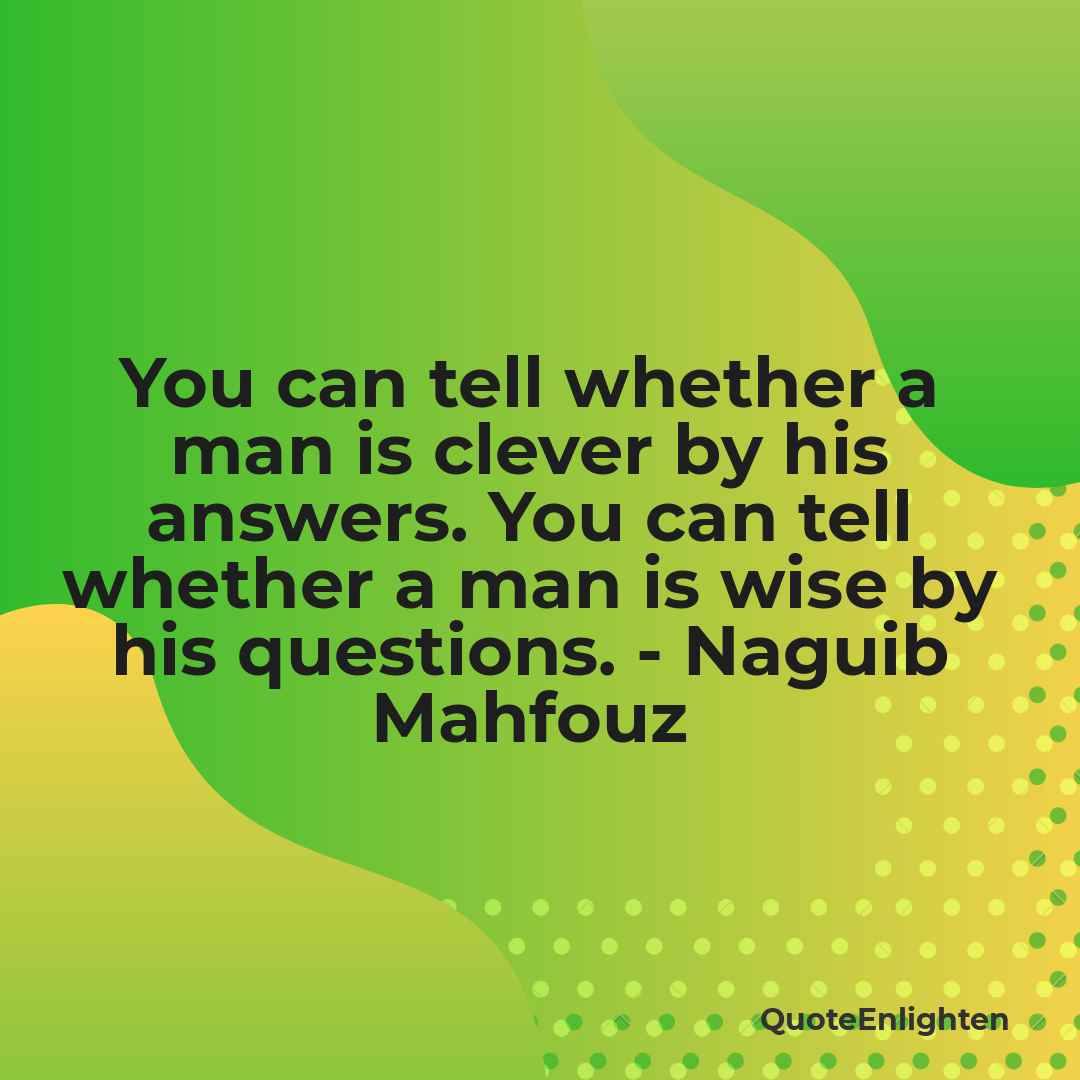 You can tell whether a
man is clever by his
answers. You can tell
whether a man is wise by
his questions. - Naguib
Mahfouz
QuoteEnlighten